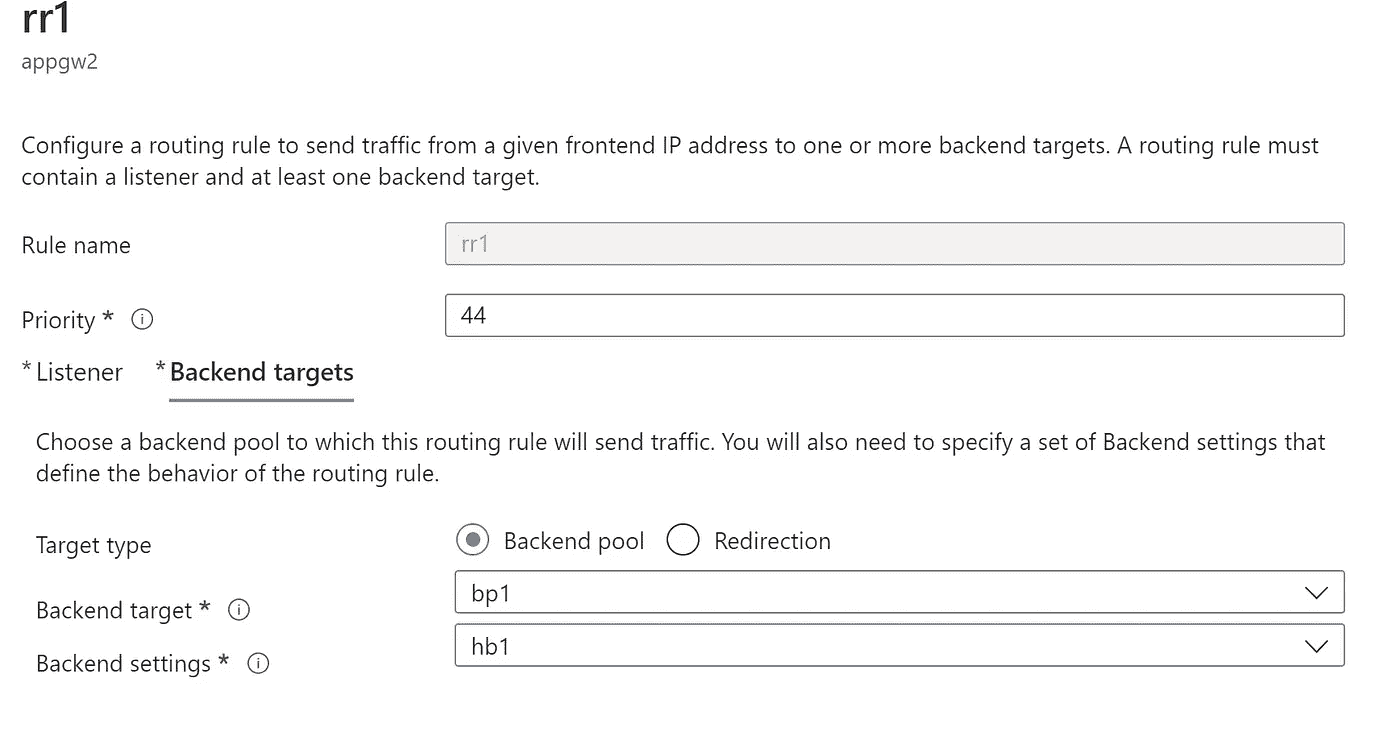 rr1
appgw2
Configure a routing rule to send traffic from a given frontend IP address to one or more backend targets. A routing rule must
contain a listener and at least one backend target.
Rule name rr1
Priority * 44
* Listener * Backend targets
Choose a backend pool to which this routing rule will send traffic. You will also need to specify a set of Backend settings that
define the behavior of the routing rule.
Target type Backend pool Redirection
Backend target * bp1
Backend settings * hb1